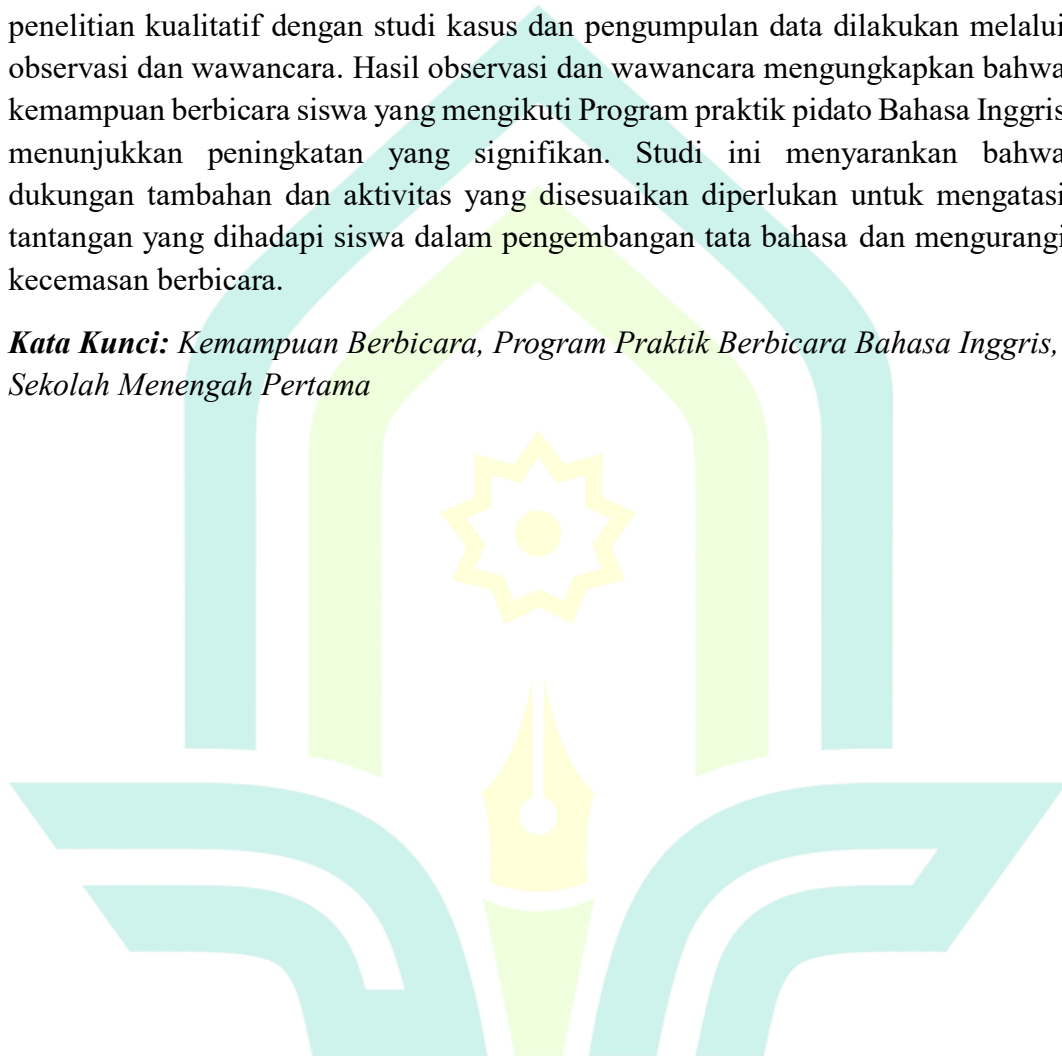 penelitian kualitatif dengan studi kasus dan pengumpulan data dilakukan melalui
observasi dan wawancara. Hasil observasi dan wawancara mengungkapkan bahwa
kemampuan berbicara siswa yang mengikuti Program praktik pidato Bahasa Inggris
menunjukkan peningkatan yang signifikan. Studi ini menyarankan bahwa
dukungan tambahan dan aktivitas yang disesuaikan diperlukan untuk mengatasi
tantangan yang dihadapi siswa dalam pengembangan tata bahasa dan mengurangi
kecemasan berbicara.
Kata Kunci: Kemampuan Berbicara, Program Praktik Berbicara Bahasa Inggris,
Sekolah Menengah Pertama